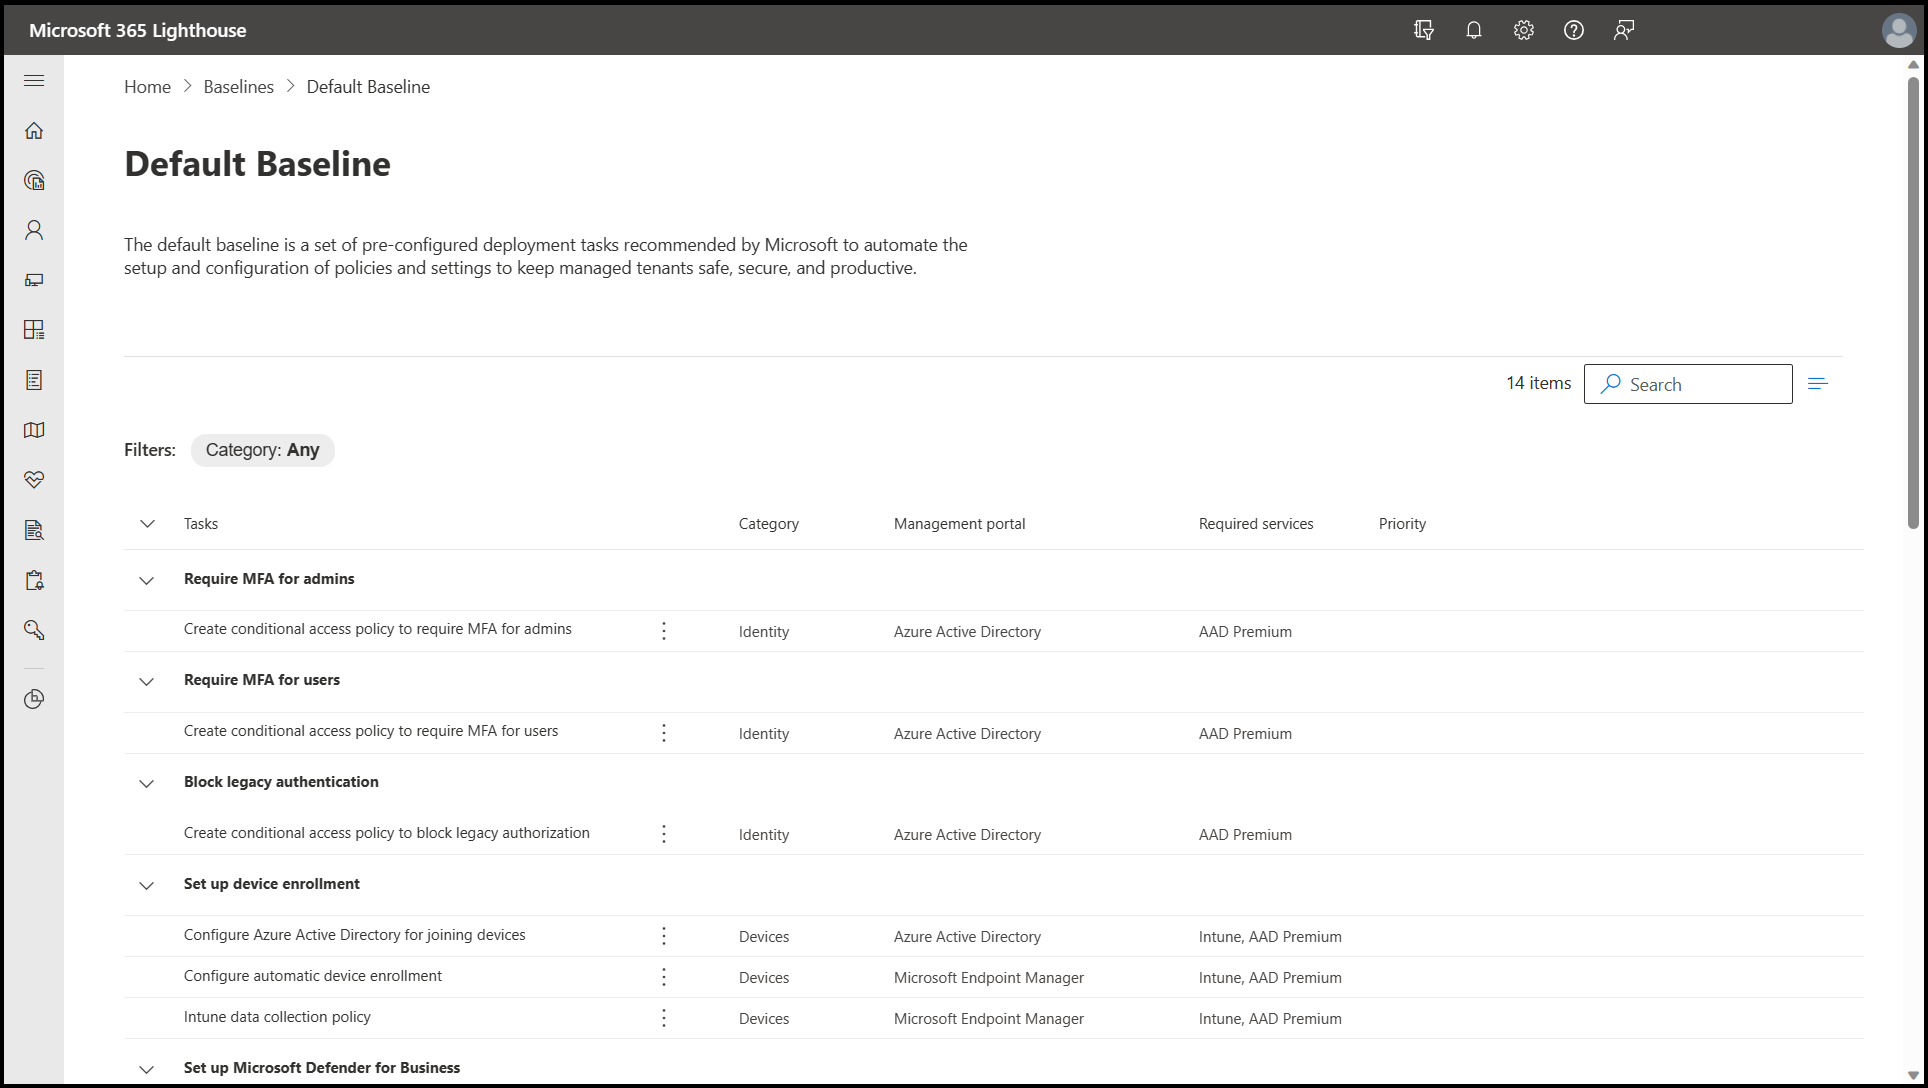 Microsoft 365 Lighthouse
Home > Baselines > Default Baseline
Default Baseline
The default baseline is a set of pre-configured deployment tasks recommended by Microsoft to automate the
setup and configuration of policies and settings to keep managed tenants safe, secure, and productive.
14 items Search
Filters: Category: Any
Tasks Category Management portal Required services Priority
Require MFA for admins
Create conditional access policy to require MFA for admins Identity Azure Active Directory AAD Premium
Require MFA for users
Create conditional access policy to require MFA for users Identity Azure Active Directory AAD Premium
Block legacy authentication
Create conditional access policy to block legacy authorization Identity Azure Active Directory AAD Premium
Set up device enrollment
Configure Azure Active Directory for joining devices Devices Azure Active Directory Intune, AAD Premium
Configure automatic device enrollment Devices Microsoft Endpoint Manager Intune, AAD Premium
Intune data collection policy Devices Microsoft Endpoint Manager Intune, AAD Premium
Set up Microsoft Defender for Business